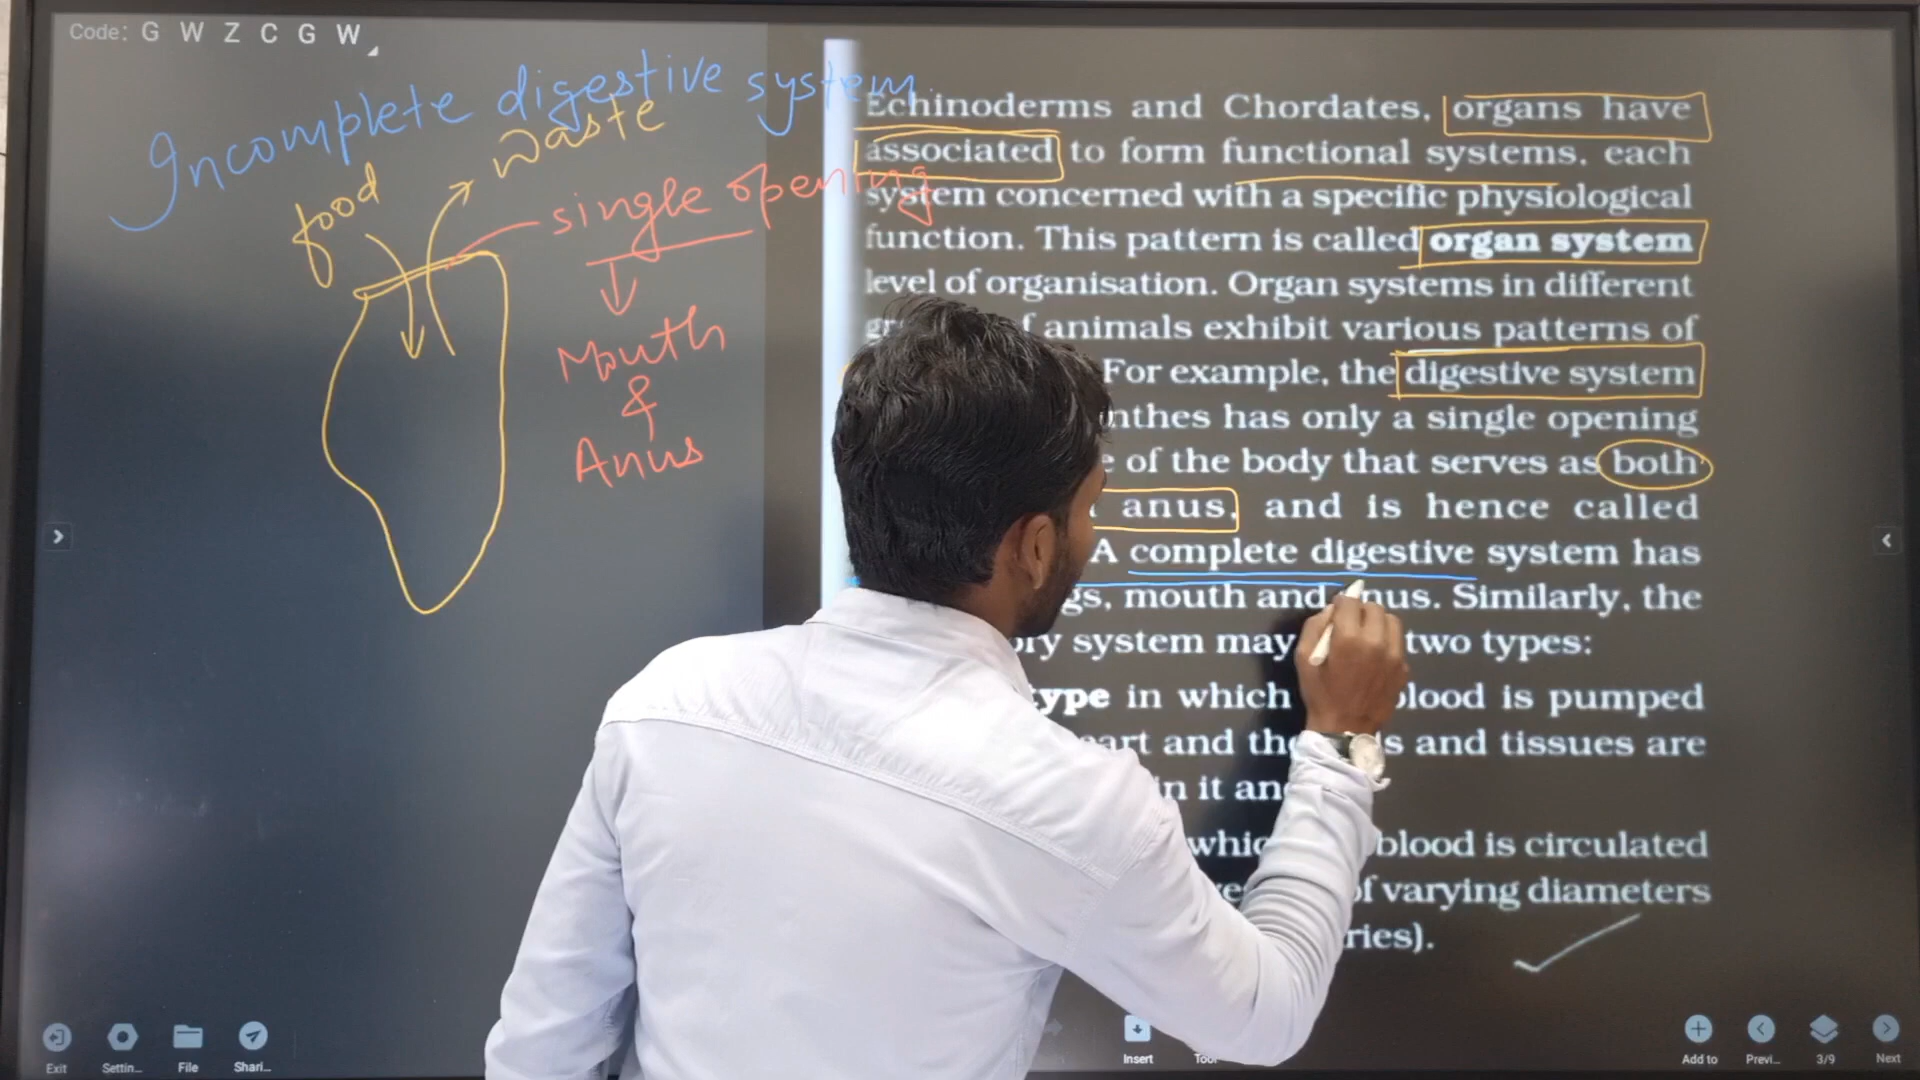 Code: G W Z C G W
Incomplete digestive system
food
waste
single opening
Mouth
&
Anus
Echinoderms and Chordates, organs have
associated to form functional systems, each
system concerned with a specific physiological
function. This pattern is called organ system
level of organisation. Organ systems in different
animals exhibit various patterns of
For example, the digestive system
has only a single opening
of the body that serves as both
anus, and is hence called
A complete digestive system has
mouth and anus. Similarly, the
system may two types:
type in which blood is pumped
and the and tissues are
in it
blood is circulated
of varying diameters
Exit
Settin...
File
Shari...
Insert
Tool
Add to
Previ...
3/9
Next